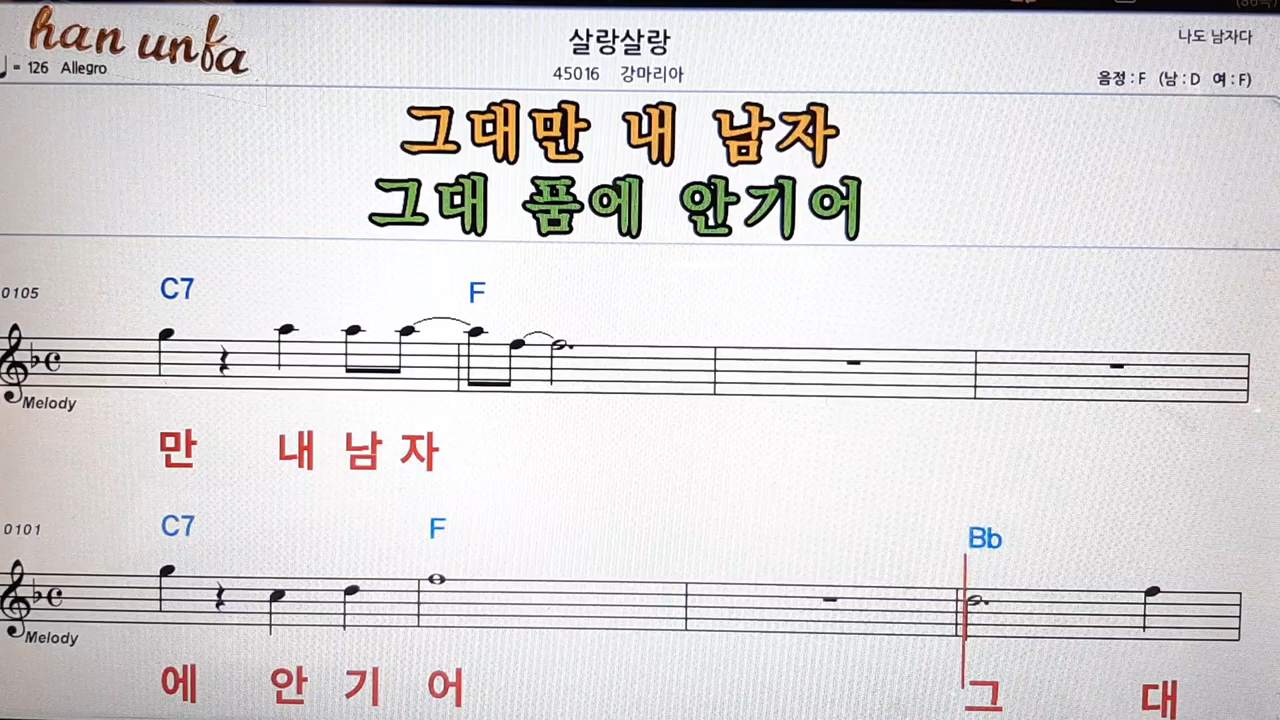 han unfa
살랑살랑
나도 남자다
= 126 Allegro
45016 강마리아
음정 : F (남 : D 여 : F)
그대만 내 남자
그대 품에 안기어
0105
C7 F
Melody
만 내 남 자
0101
C7 F Bb
Melody
에 안 기 어 그 대